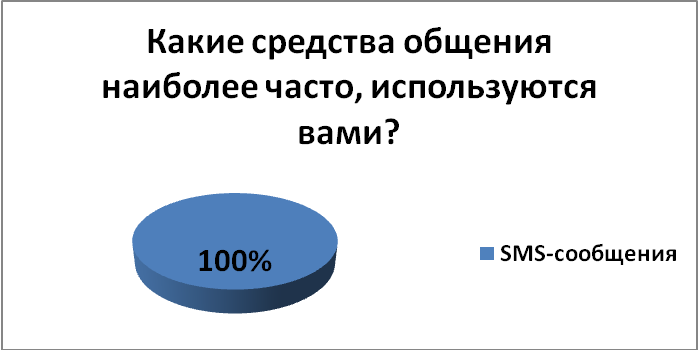 Какие средства общения
наиболее часто, используются
вами?
100%
SMS-сообщения